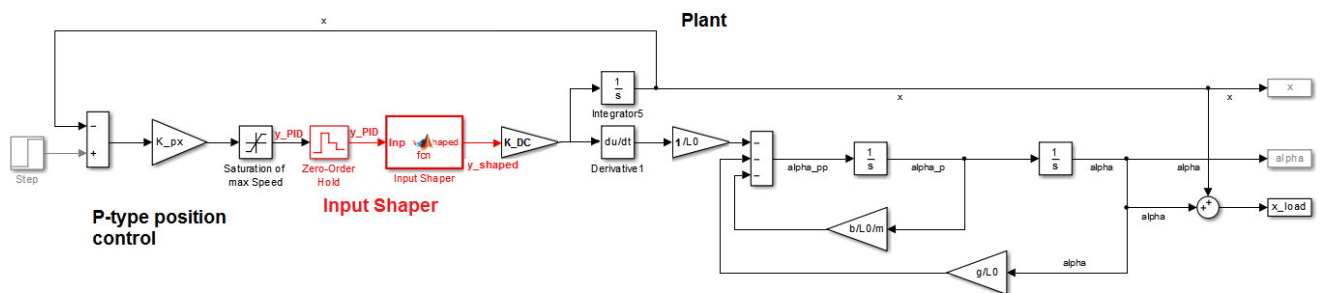 Plant
x
Step
−
+
K_px
Saturation of
max Speed
y_PID
Zero-Order
Hold
y_PID
Inp
haped
fcn
Input Shaper
y_shaped
K_DC
1
s
Integrator5
du/dt
Derivative1
1/L0
−
−
−
alpha_pp
1
s
alpha_p
1
s
alpha
alpha
alpha
x
x
x
alpha
+
+
x_load
b/L0/m
g/L0
alpha
P-type position
control
Input Shaper